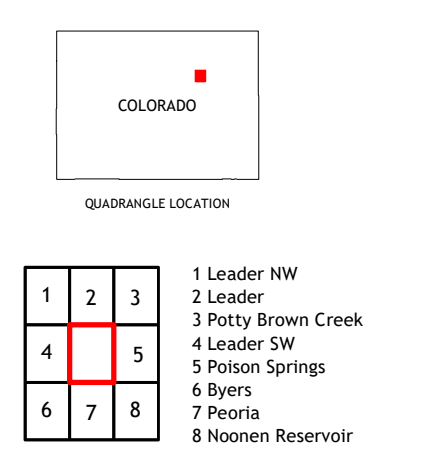 COLORADO
QUADRANGLE LOCATION
1 2 3
4 5
6 7 8
1 Leader NW
2 Leader
3 Potty Brown Creek
4 Leader SW
5 Poison Springs
6 Byers
7 Peoria
8 Noonen Reservoir